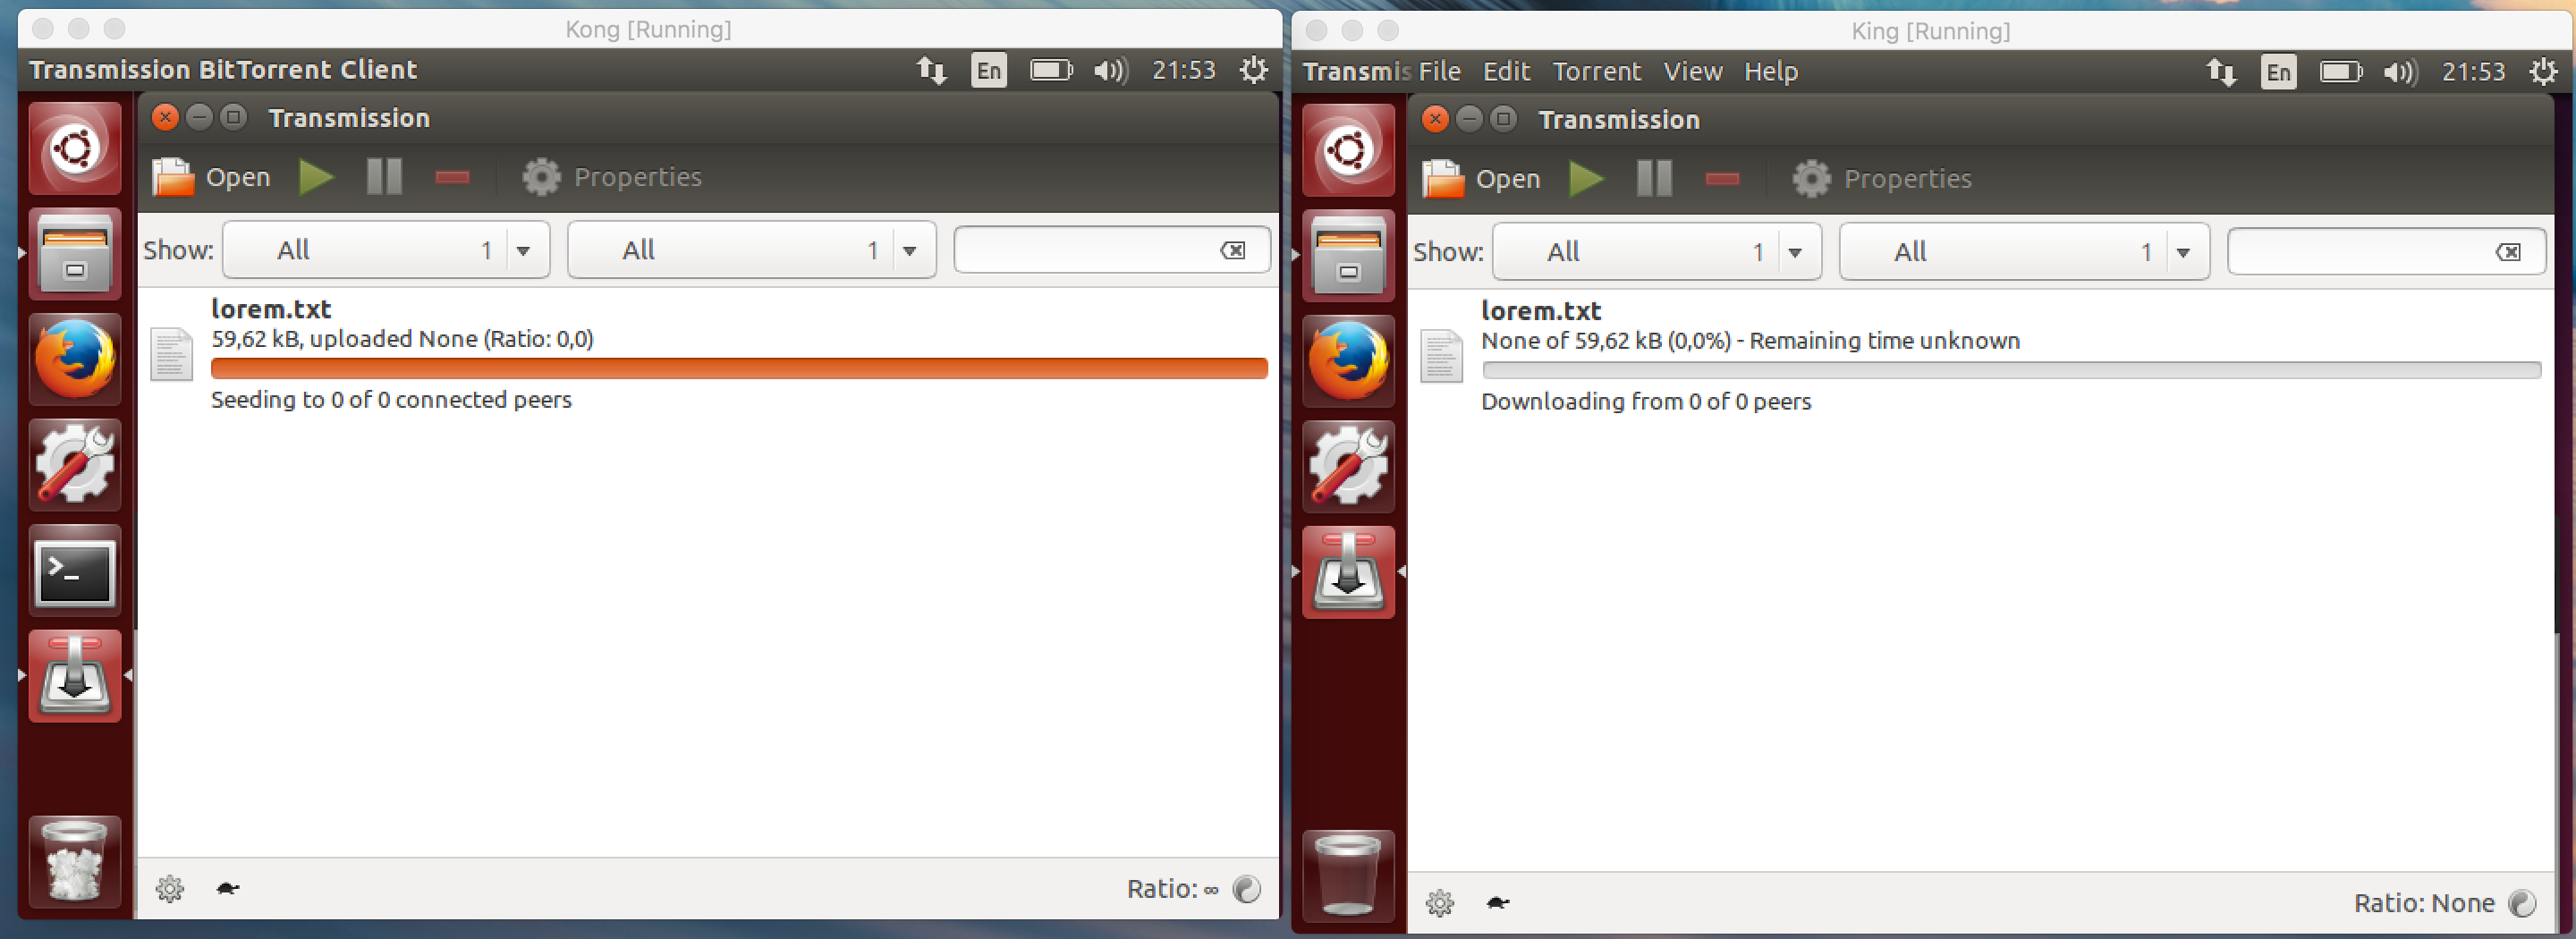 Kong [Running]
Transmission BitTorrent Client
En
21:53
Transmission
Open
Properties
Show:
All
1
All
1
lorem.txt
59,62 kB, uploaded None (Ratio: 0,0)
Seeding to 0 of 0 connected peers
Ratio: ∞
King [Running]
Transmis File Edit Torrent View Help
En
21:53
Transmission
Open
Properties
Show:
All
1
All
1
lorem.txt
None of 59,62 kB (0,0%) - Remaining time unknown
Downloading from 0 of 0 peers
Ratio: None